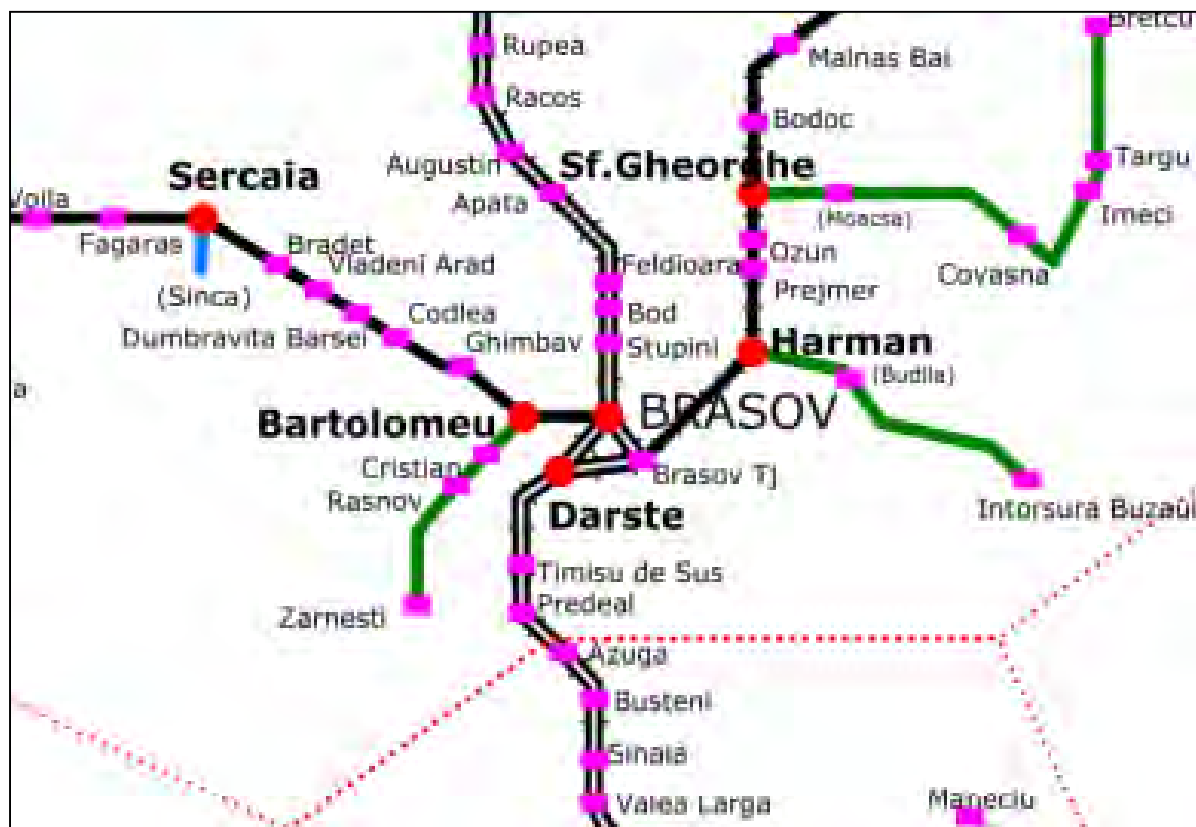 Rupea
Malnas Bai
Racos
Bodoc
Augustin
Sf.Gheorghe
Targu
Sercaia
Apata
(Moacsa)
Imeci
Voila
Fagaras
Bradet
Ozun
Vladeni Arad
Feldioara
Covasna
(Sinca)
Prejmer
Codlea
Bod
Dumbravita Barsei
Ghimbav
Stupini
Harman
(Budila)
a
BRASOV
Bartolomeu
Cristian
Brasov Tj
Rasnov
Intorsura Buzaŭi
Darste
Timisu de Sus
Zarnesti
Predeal
Azuga
Busteni
Sinaia
Valea Larga
Maneciu